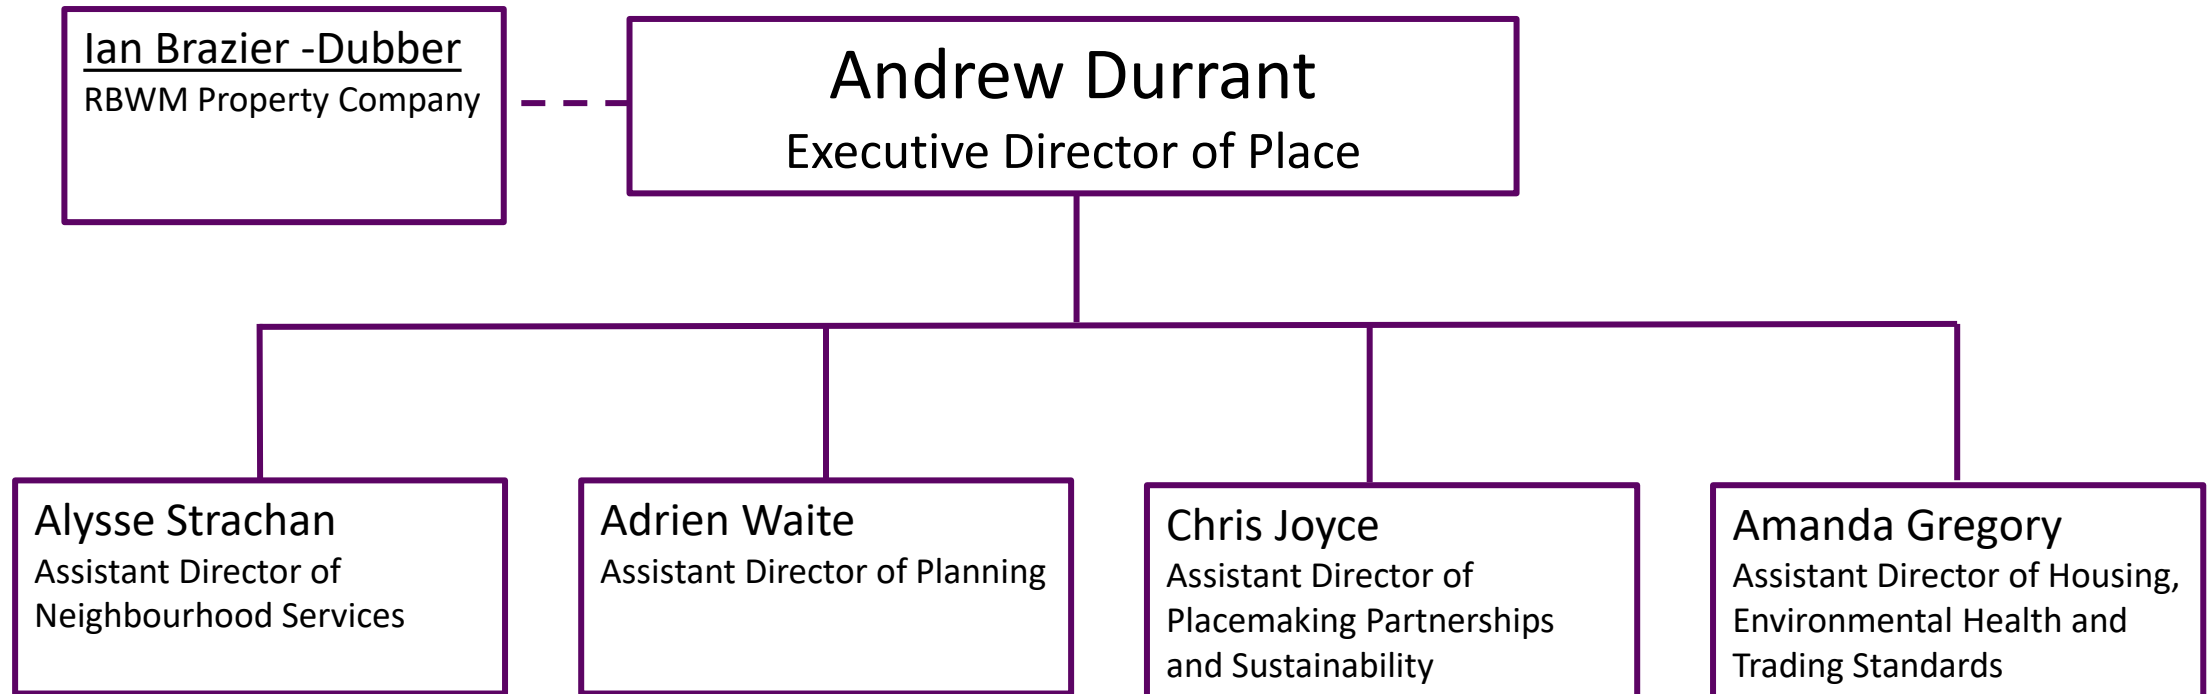 Ian Brazier -Dubber
RBWM Property Company
Andrew Durrant
Executive Director of Place
Alysse Strachan
Assistant Director of
Neighbourhood Services
Adrien Waite
Assistant Director of Planning
Chris Joyce
Assistant Director of
Placemaking Partnerships
and Sustainability
Amanda Gregory
Assistant Director of Housing,
Environmental Health and
Trading Standards